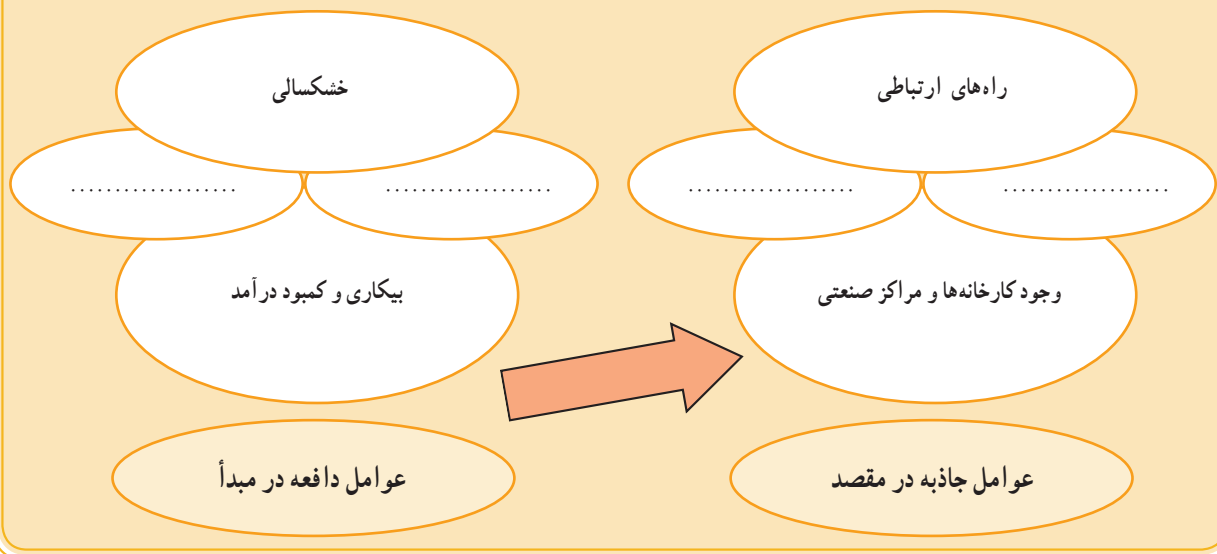 راه‌های ارتباطی
خشکسالی
...................
...................
...................
...................
وجود کارخانه‌ها و مراکز صنعتی
بیکاری و کمبود درآمد
عوامل جاذبه در مقصد
عوامل دافعه در مبدأ